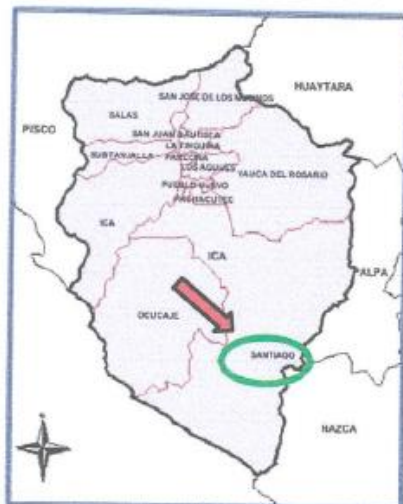 HUAYTARA
SAN JOSE DE LOS MOLINOS
SALAS
PISCO
SAN JUAN BAUTISTA
LA TINGUIÑA
SUBTANJALLA
PARCONA
LOS AQUIJES
YAUCA DEL ROSARIO
PUEBLO NUEVO
PACHACUTEC
ICA
ICA
PALPA
OCUCAJE
SANTIAGO
NAZCA